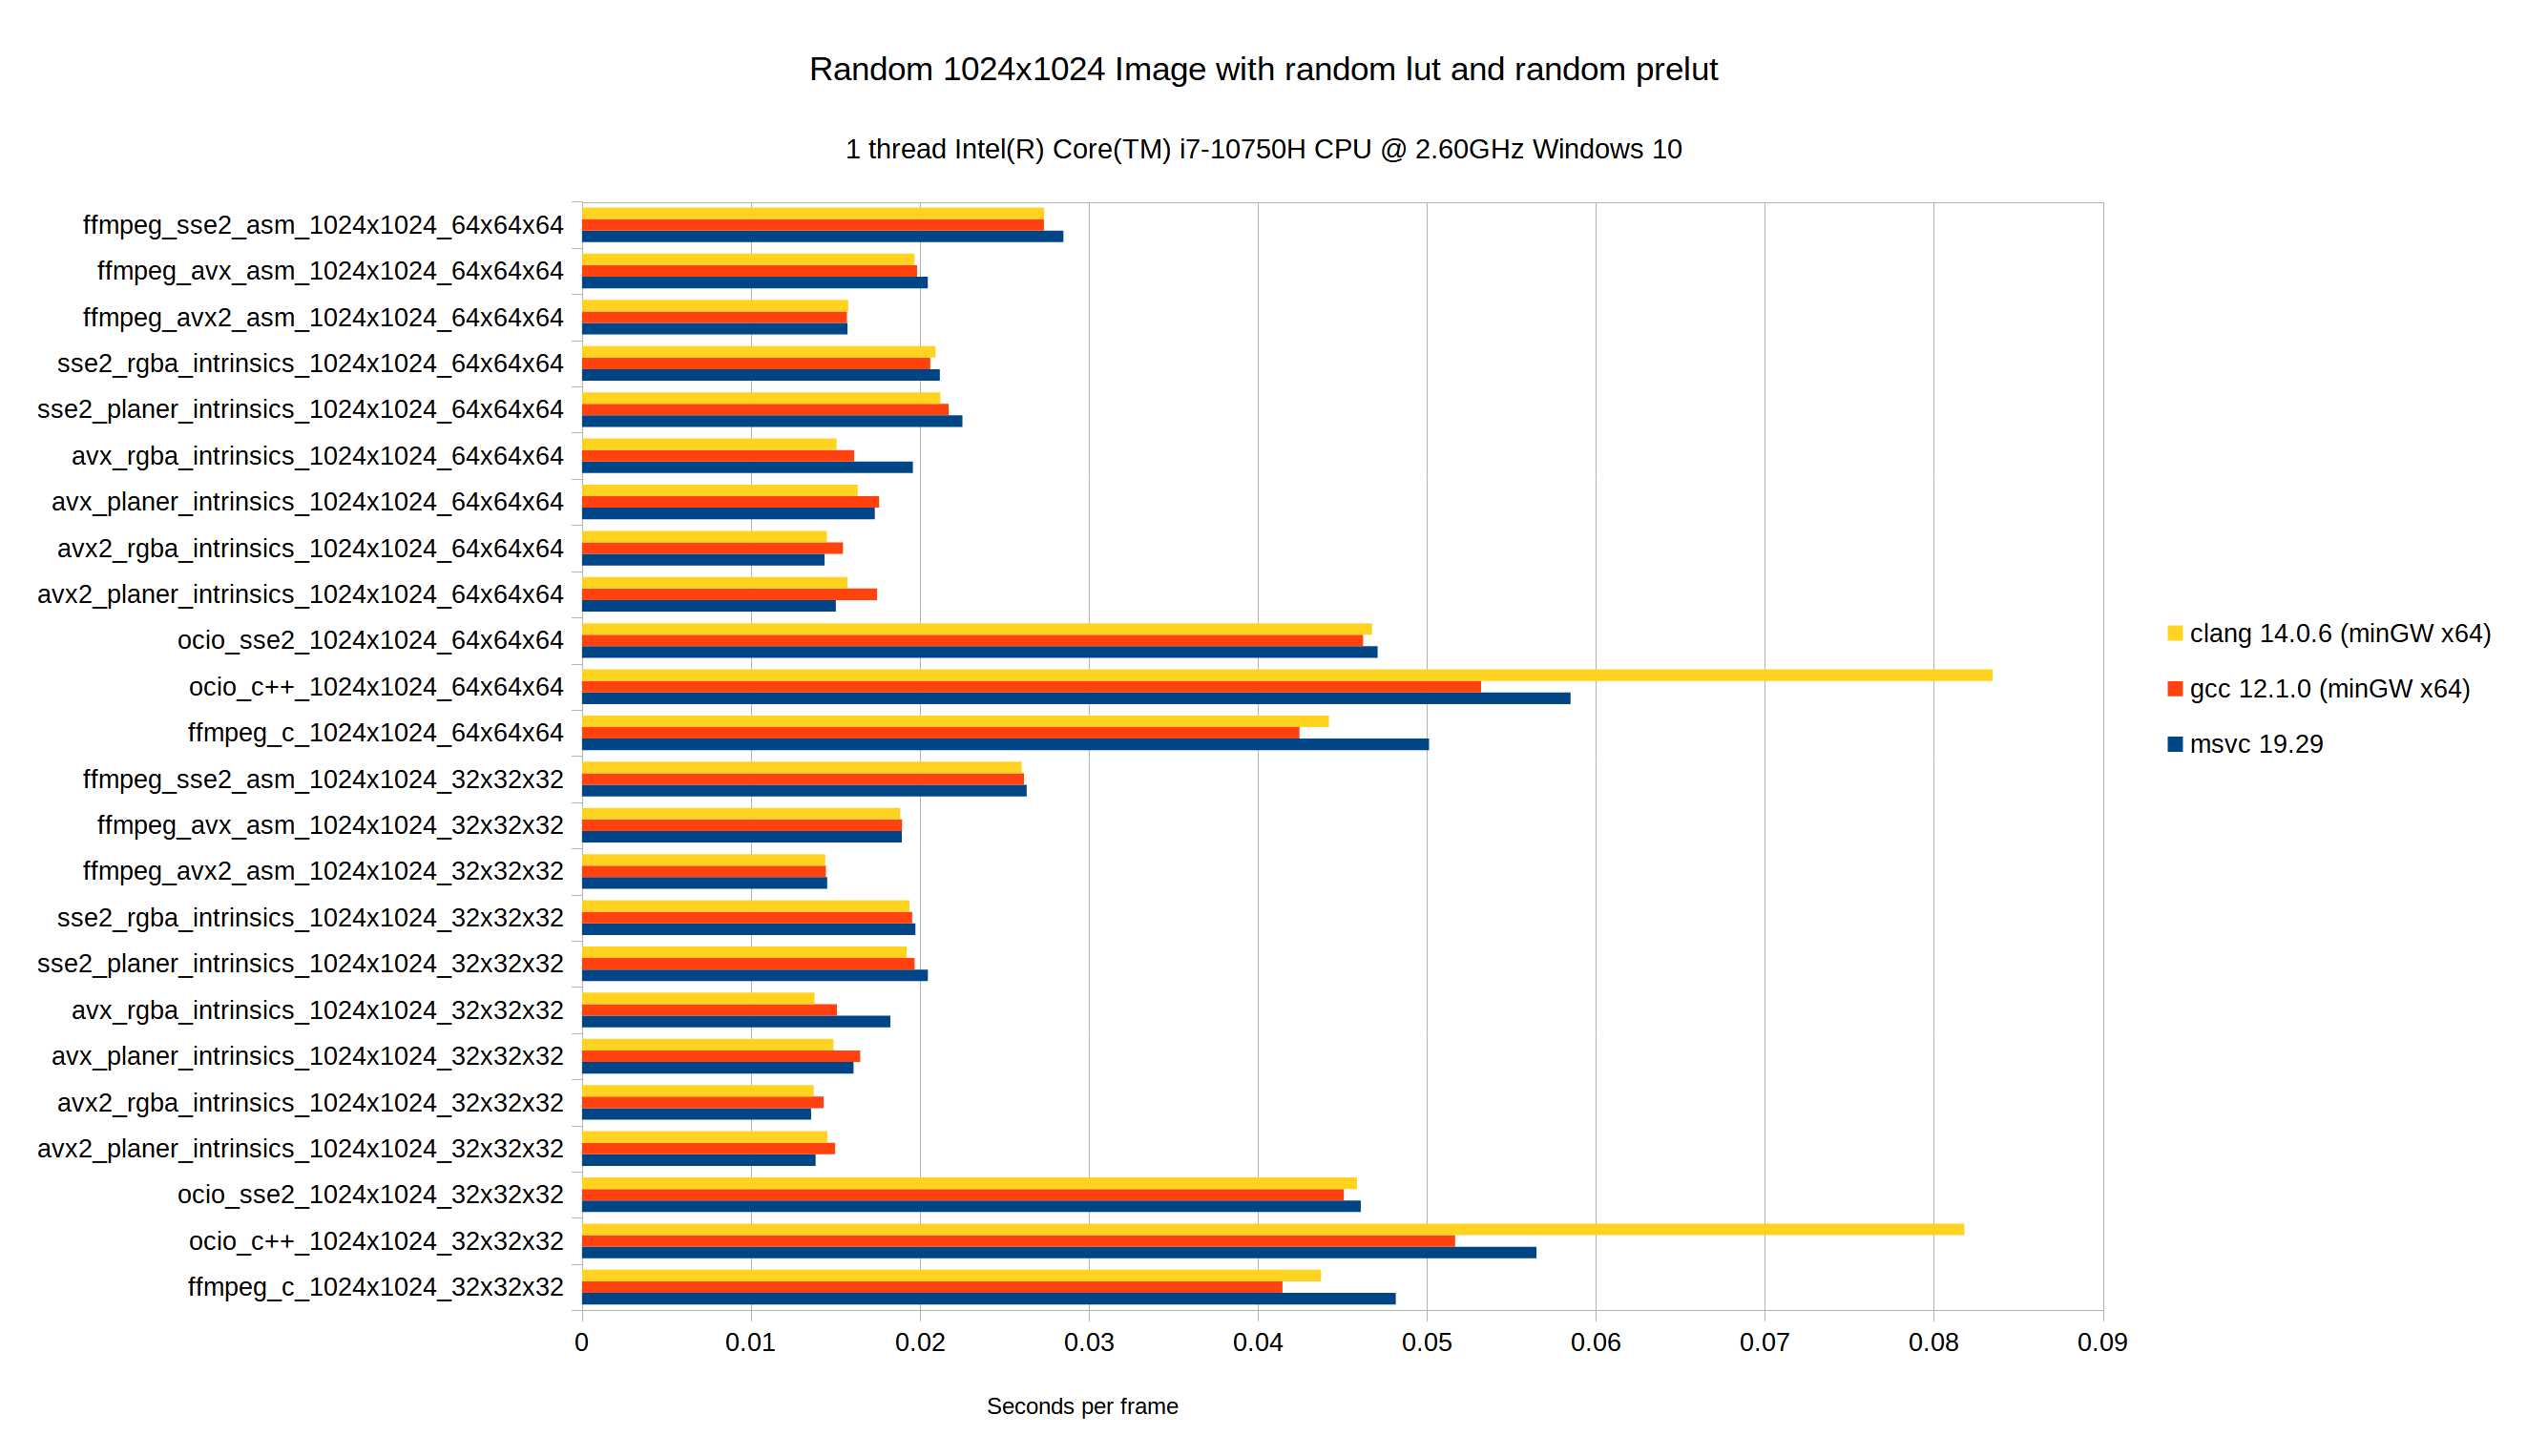 Random 1024x1024 Image with random lut and random prelut
1 thread Intel(R) Core(TM) i7-10750H CPU @ 2.60GHz Windows 10
ffmpeg_sse2_asm_1024x1024_64x64x64
ffmpeg_avx_asm_1024x1024_64x64x64
ffmpeg_avx2_asm_1024x1024_64x64x64
sse2_rgba_intrinsics_1024x1024_64x64x64
sse2_planer_intrinsics_1024x1024_64x64x64
avx_rgba_intrinsics_1024x1024_64x64x64
avx_planer_intrinsics_1024x1024_64x64x64
avx2_rgba_intrinsics_1024x1024_64x64x64
avx2_planer_intrinsics_1024x1024_64x64x64
ocio_sse2_1024x1024_64x64x64
ocio_c++_1024x1024_64x64x64
ffmpeg_c_1024x1024_64x64x64
ffmpeg_sse2_asm_1024x1024_32x32x32
ffmpeg_avx_asm_1024x1024_32x32x32
ffmpeg_avx2_asm_1024x1024_32x32x32
sse2_rgba_intrinsics_1024x1024_32x32x32
sse2_planer_intrinsics_1024x1024_32x32x32
avx_rgba_intrinsics_1024x1024_32x32x32
avx_planer_intrinsics_1024x1024_32x32x32
avx2_rgba_intrinsics_1024x1024_32x32x32
avx2_planer_intrinsics_1024x1024_32x32x32
ocio_sse2_1024x1024_32x32x32
ocio_c++_1024x1024_32x32x32
ffmpeg_c_1024x1024_32x32x32
0 0.01 0.02 0.03 0.04 0.05 0.06 0.07 0.08 0.09
Seconds per frame
clang 14.0.6 (minGW x64)
gcc 12.1.0 (minGW x64)
msvc 19.29